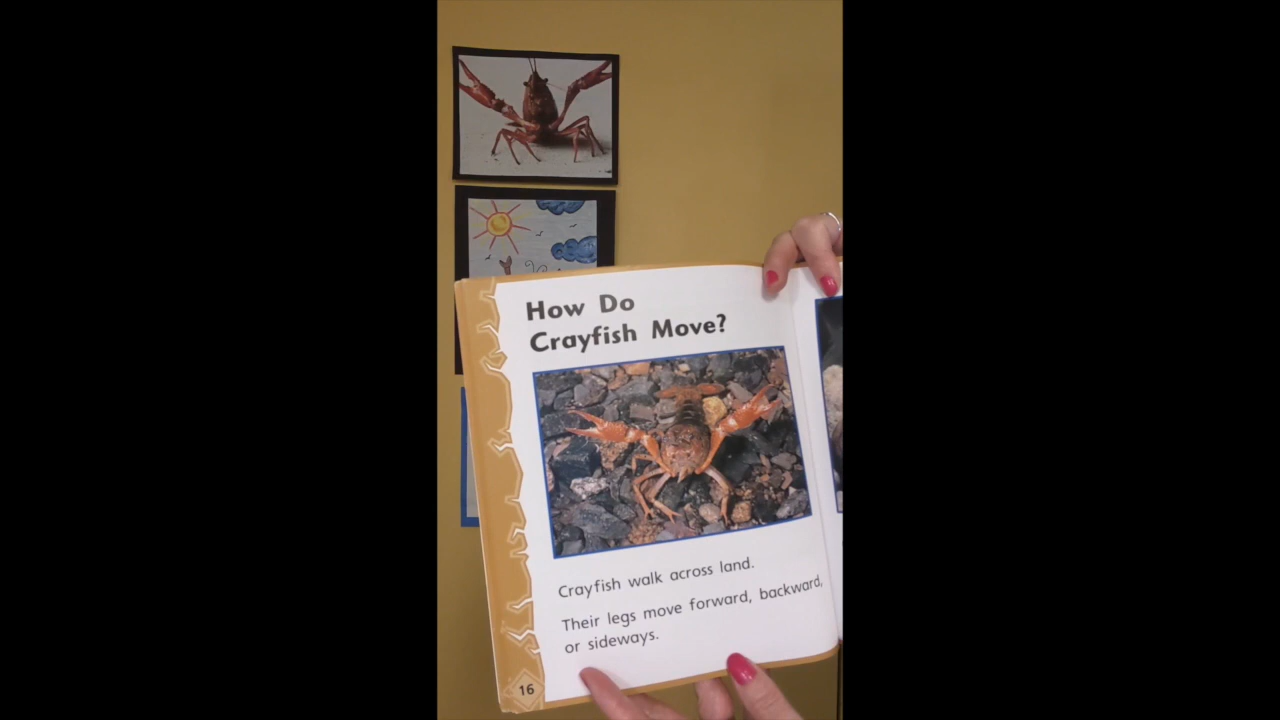 How Do
Crayfish Move?
Crayfish walk across land.
Their legs move forward, backward,
or sideways.
16